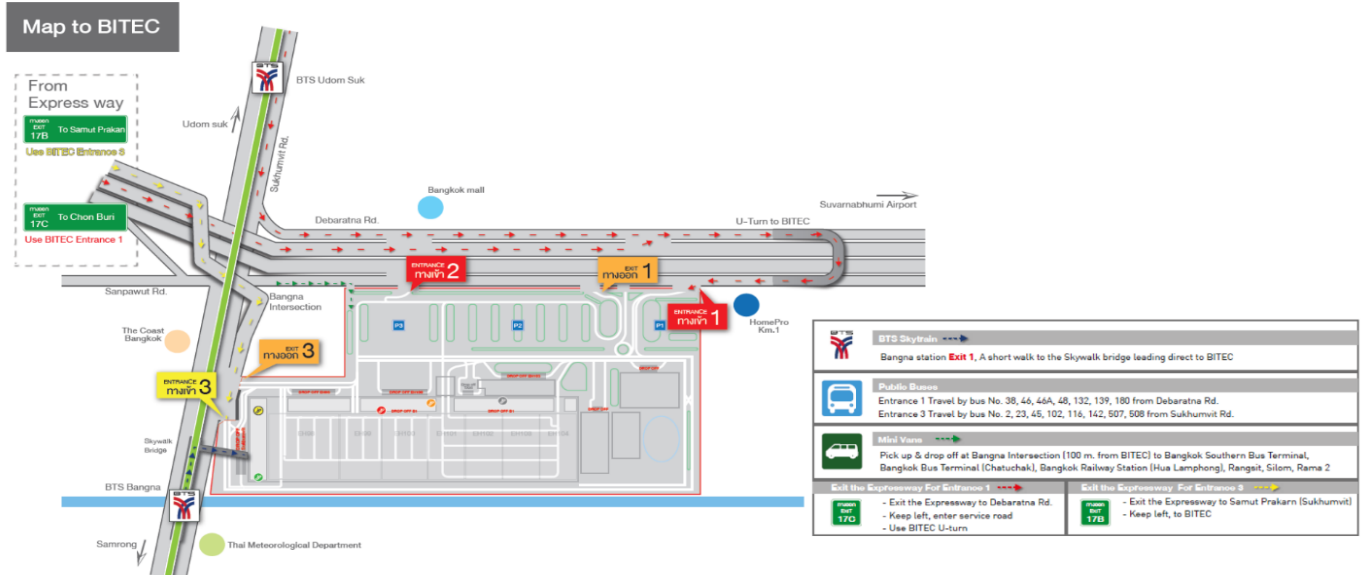 Map to BITEC
BTS
BTS Udom Suk
From
Express way
EXIT
17B
To Samut Prakan
Use BITEC Entrance 3
Udom suk
Sukhumvit Rd.
EXIT
17C
To Chon Buri
Use BITEC Entrance 1
Bangkok mall
Suvarnabhumi Airport
Debaratna Rd.
U-Turn to BITEC
ENTRANCE
ทางเข้า 2
EXIT
ทางออก 1
Sanpawut Rd.
Bangna
Intersection
ENTRANCE
ทางเข้า 1
HomePro
Km.1
P3
P2
P1
The Coast
Bangkok
EXIT
ทางออก 3
ENTRANCE
ทางเข้า 3
Skywalk
Bridge
BTS Bangna
BTS
Samrong
Thai Meteorological Department
BTS
BTS Skytrain
Bangna station Exit 1, A short walk to the Skywalk bridge leading direct to BITEC
Public Buses
Entrance 1 Travel by bus No. 38, 46, 46A, 48, 132, 139, 180 from Debaratna Rd.
Entrance 3 Travel by bus No. 2, 23, 45, 102, 116, 142, 507, 508 from Sukhumvit Rd.
Mini Vans
Pick up & drop off at Bangna Intersection (100 m. from BITEC) to Bangkok Southern Bus Terminal,
Bangkok Bus Terminal (Chatuchak), Bangkok Railway Station (Hua Lamphong), Rangsit, Silom, Rama 2
Exit the Expressway For Entrance 1
EXIT
17C
- Exit the Expressway to Debaratna Rd.
- Keep left, enter service road
- Use BITEC U-turn
Exit the Expressway For Entrance 3
EXIT
17B
- Exit the Expressway to Samut Prakarn (Sukhumvit)
- Keep left, to BITEC